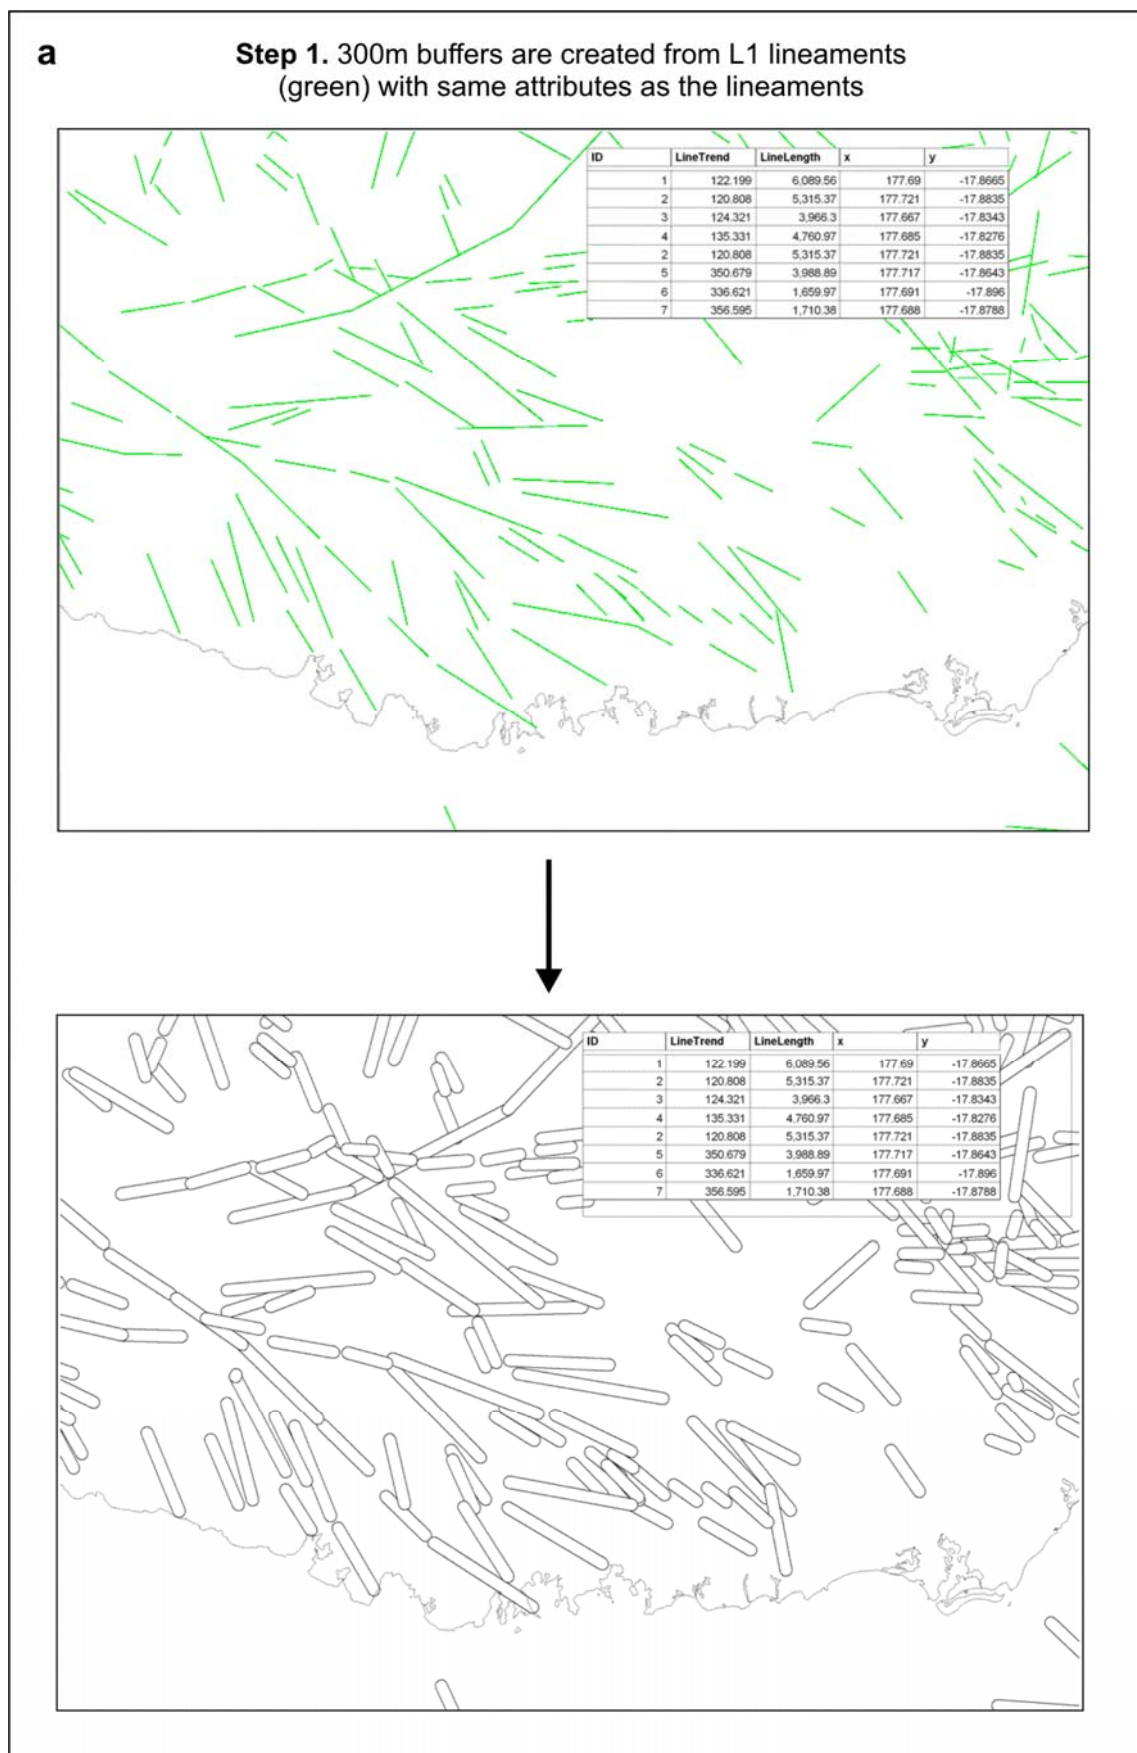 a
Step 1. 300m buffers are created from L1 lineaments
(green) with same attributes as the lineaments
ID LineTrend LineLength x y
1 122.199 6,089.56 177.69 -17.8665
2 120.808 5,315.37 177.721 -17.8835
3 124.321 3,966.3 177.667 -17.8343
4 135.331 4,760.97 177.685 -17.8276
2 120.808 5,315.37 177.721 -17.8835
5 350.679 3,988.89 177.717 -17.8643
6 336.621 1,659.97 177.691 -17.896
7 356.595 1,710.38 177.688 -17.8788
ID LineTrend LineLength x y
1 122.199 6,089.56 177.69 -17.8665
2 120.808 5,315.37 177.721 -17.8835
3 124.321 3,966.3 177.667 -17.8343
4 135.331 4,760.97 177.685 -17.8276
2 120.808 5,315.37 177.721 -17.8835
5 350.679 3,988.89 177.717 -17.8643
6 336.621 1,659.97 177.691 -17.896
7 356.595 1,710.38 177.688 -17.8788